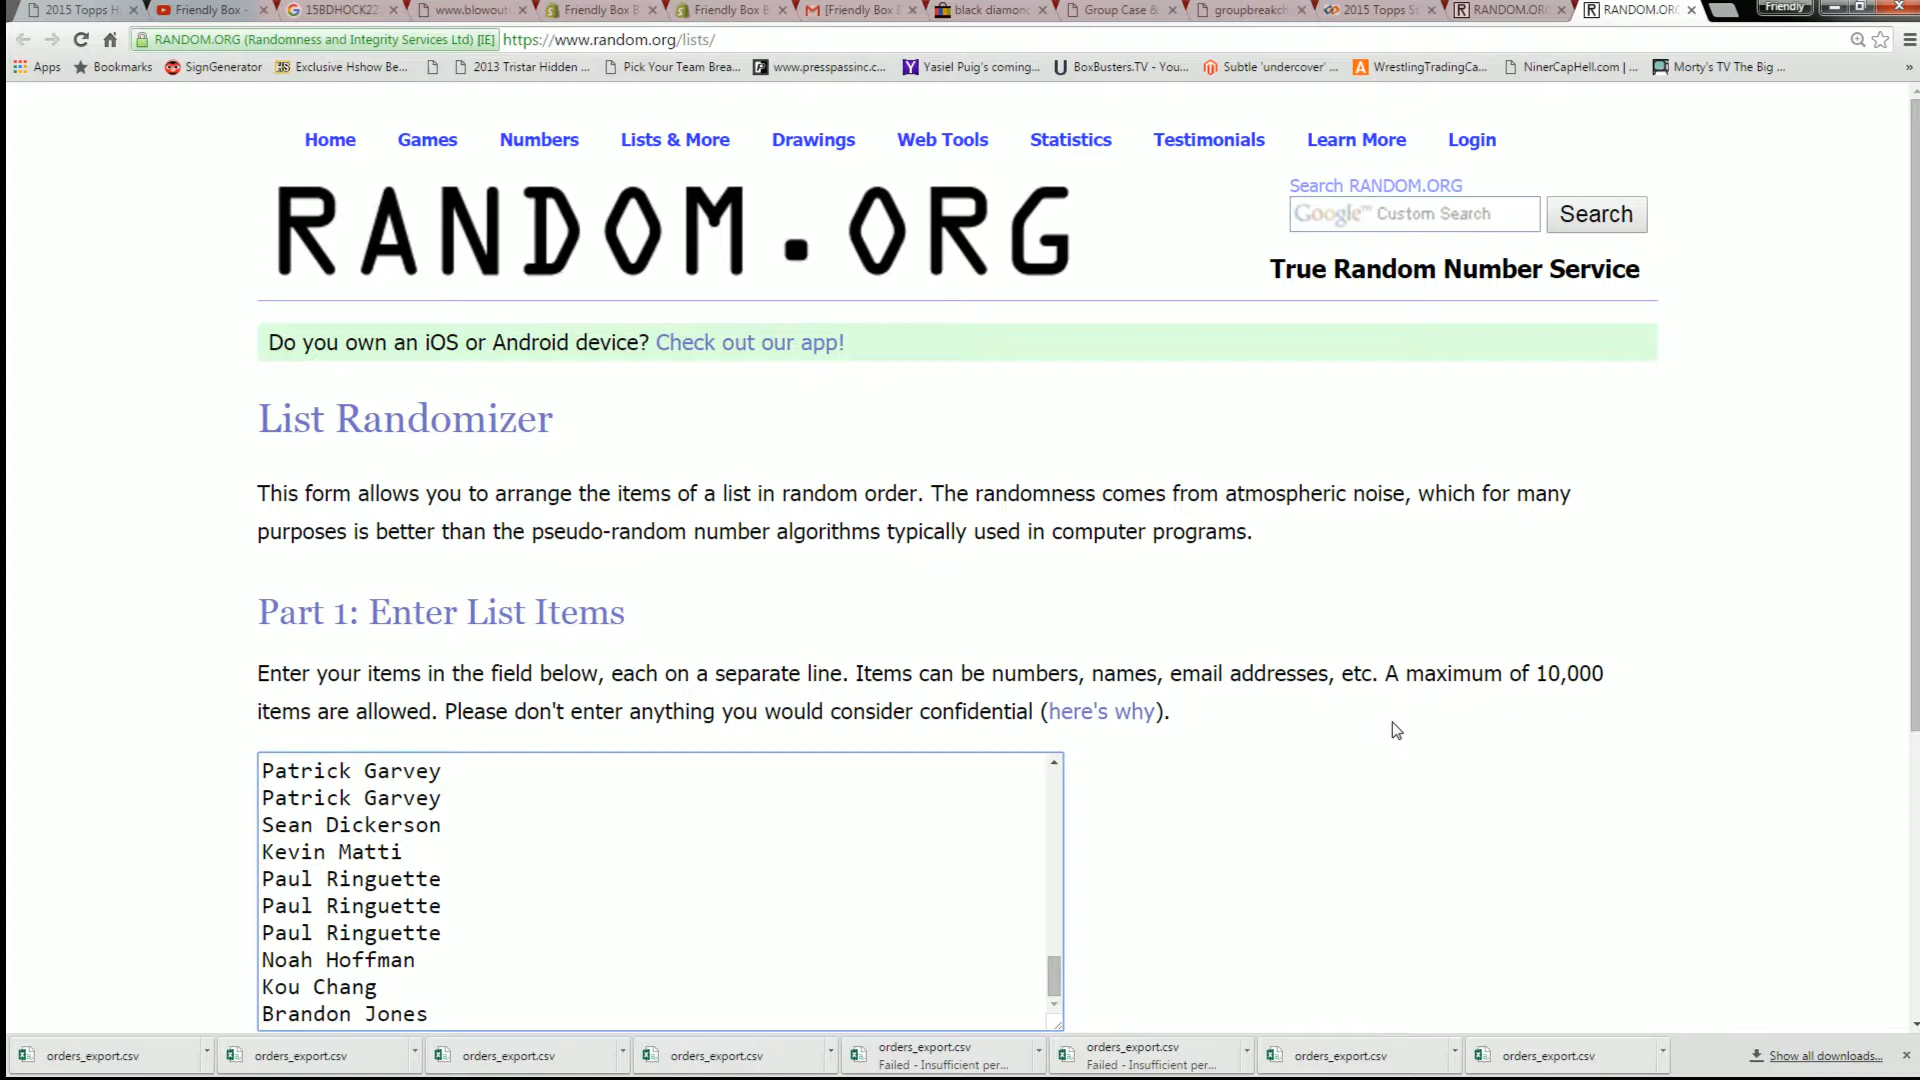 2015 Topps H
Friendly Box -
15BDHOCK22
www.blowout
Friendly Box B
Friendly Box B
[Friendly Box B
black diamond
Group Case &
groupbreakch
2015 Topps St
RANDOM.ORG
RANDOM.ORG
Friendly
RANDOM.ORG (Randomness and Integrity Services Ltd) [IE] https://www.random.org/lists/
Apps
Bookmarks
SignGenerator
Exclusive Hshow Be...
2013 Tristar Hidden ...
Pick Your Team Brea...
www.presspassinc.c...
Yasiel Puig's coming...
BoxBusters.TV - You...
Subtle 'undercover' ...
WrestlingTradingCa...
NinerCapHell.com | ...
Morty's TV The Big ...
»
Home Games Numbers Lists & More Drawings Web Tools Statistics Testimonials Learn More Login
RANDOM.ORG
Search RANDOM.ORG
Google™ Custom Search
Search
True Random Number Service
Do you own an iOS or Android device? Check out our app!
List Randomizer
This form allows you to arrange the items of a list in random order. The randomness comes from atmospheric noise, which for many
purposes is better than the pseudo-random number algorithms typically used in computer programs.
Part 1: Enter List Items
Enter your items in the field below, each on a separate line. Items can be numbers, names, email addresses, etc. A maximum of 10,000
items are allowed. Please don't enter anything you would consider confidential (here's why).
Patrick Garvey
Patrick Garvey
Sean Dickerson
Kevin Matti
Paul Ringuette
Paul Ringuette
Paul Ringuette
Noah Hoffman
Kou Chang
Brandon Jones
orders_export.csv
orders_export.csv
orders_export.csv
orders_export.csv
orders_export.csv
Failed - Insufficient per...
orders_export.csv
Failed - Insufficient per...
orders_export.csv
orders_export.csv
Show all downloads...